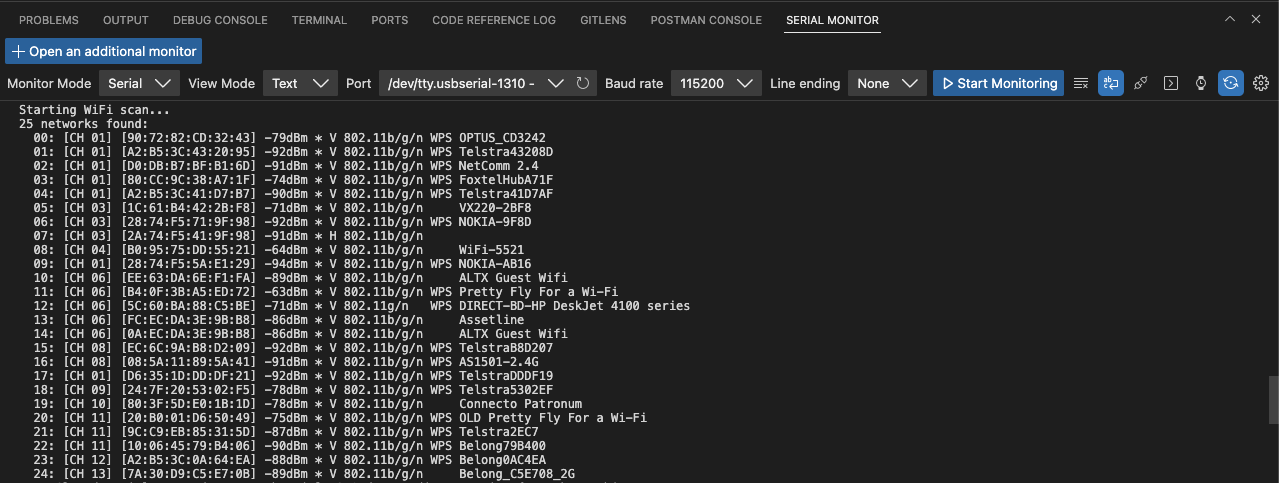 PROBLEMS OUTPUT DEBUG CONSOLE TERMINAL PORTS CODE REFERENCE LOG GITLENS POSTMAN CONSOLE SERIAL MONITOR
+ Open an additional monitor
Monitor Mode Serial View Mode Text Port /dev/tty.usbserial-1310 - Baud rate 115200 Line ending None Start Monitoring
Starting WiFi scan...
25 networks found:
00: [CH 01] [90:72:82:CD:32:43] -79dBm * V 802.11b/g/n WPS OPTUS_CD3242
01: [CH 01] [A2:B5:3C:43:20:95] -92dBm * V 802.11b/g/n WPS Telstra43208D
02: [CH 01] [D0:DB:B7:BF:B1:6D] -91dBm * V 802.11b/g/n WPS NetComm 2.4
03: [CH 01] [80:CC:9C:38:A7:1F] -74dBm * V 802.11b/g/n WPS FoxtelHubA71F
04: [CH 01] [A2:B5:3C:41:D7:B7] -90dBm * V 802.11b/g/n WPS Telstra41D7AF
05: [CH 03] [1C:61:B4:42:2B:F8] -71dBm * V 802.11b/g/n VX220-2BF8
06: [CH 03] [28:74:F5:71:9F:98] -92dBm * V 802.11b/g/n WPS NOKIA-9F8D
07: [CH 03] [2A:74:F5:41:9F:98] -91dBm * H 802.11b/g/n
08: [CH 04] [B0:95:75:DD:55:21] -64dBm * V 802.11b/g/n WiFi-5521
09: [CH 01] [28:74:F5:5A:E1:29] -94dBm * V 802.11b/g/n WPS NOKIA-AB16
10: [CH 06] [EE:63:DA:6E:F1:FA] -89dBm * V 802.11b/g/n ALTX Guest Wifi
11: [CH 06] [B4:0F:3B:A5:ED:72] -63dBm * V 802.11b/g/n WPS Pretty Fly For a Wi-Fi
12: [CH 06] [5C:60:BA:88:C5:BE] -71dBm * V 802.11g/n WPS DIRECT-BD-HP DeskJet 4100 series
13: [CH 06] [FC:EC:DA:3E:9B:B8] -86dBm * V 802.11b/g/n Assetline
14: [CH 06] [0A:EC:DA:3E:9B:B8] -86dBm * V 802.11b/g/n ALTX Guest Wifi
15: [CH 08] [EC:6C:9A:B8:D2:09] -92dBm * V 802.11b/g/n WPS TelstraB8D207
16: [CH 08] [08:5A:11:89:5A:41] -91dBm * V 802.11b/g/n WPS AS1501-2.4G
17: [CH 01] [D6:35:1D:DD:DF:21] -92dBm * V 802.11b/g/n WPS TelstraDDDF19
18: [CH 09] [24:7F:20:53:02:F5] -78dBm * V 802.11b/g/n WPS Telstra5302EF
19: [CH 10] [80:3F:5D:E0:1B:1D] -78dBm * V 802.11b/g/n Connecto Patronum
20: [CH 11] [20:B0:01:D6:50:49] -75dBm * V 802.11b/g/n WPS OLD Pretty Fly For a Wi-Fi
21: [CH 11] [9C:C9:EB:85:31:5D] -87dBm * V 802.11b/g/n WPS Telstra2EC7
22: [CH 11] [10:06:45:79:B4:06] -90dBm * V 802.11b/g/n WPS Belong79B400
23: [CH 12] [A2:B5:3C:0A:64:EA] -88dBm * V 802.11b/g/n WPS Belong0AC4EA
24: [CH 13] [7A:30:D9:C5:E7:0B] -89dBm * V 802.11b/g/n Belong_C5E708_2G